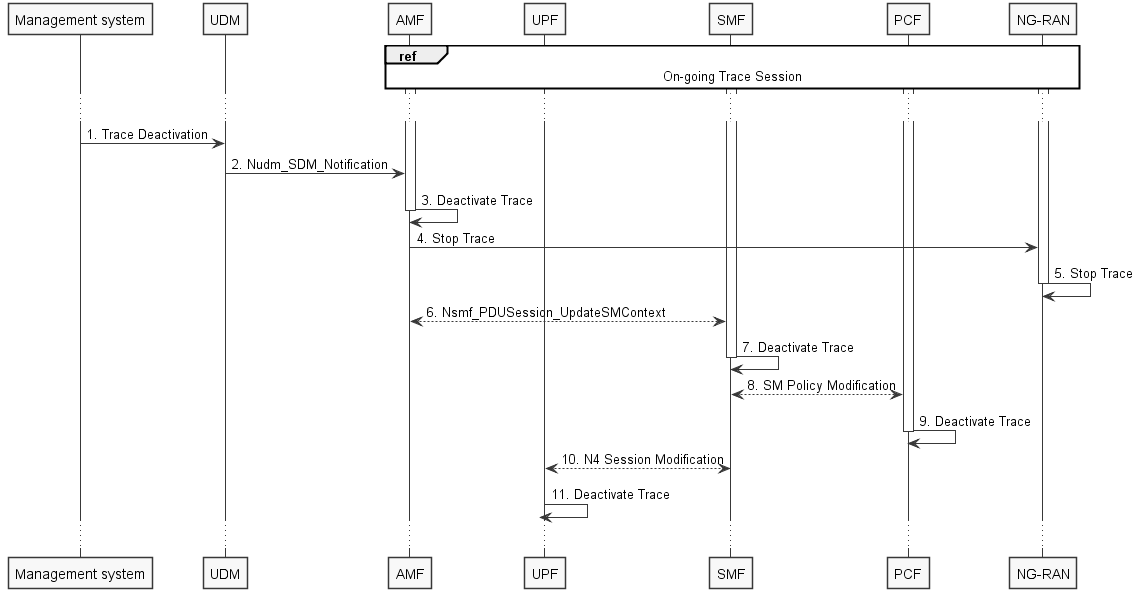 Management system
UDM
AMF
UPF
SMF
PCF
NG-RAN
ref
On-going Trace Session
1. Trace Deactivation
2. Nudm_SDM_Notification
3. Deactivate Trace
4. Stop Trace
5. Stop Trace
6. Nsmf_PDUSession_UpdateSMContext
7. Deactivate Trace
8. SM Policy Modification
9. Deactivate Trace
10. N4 Session Modification
11. Deactivate Trace
Management system
UDM
AMF
UPF
SMF
PCF
NG-RAN